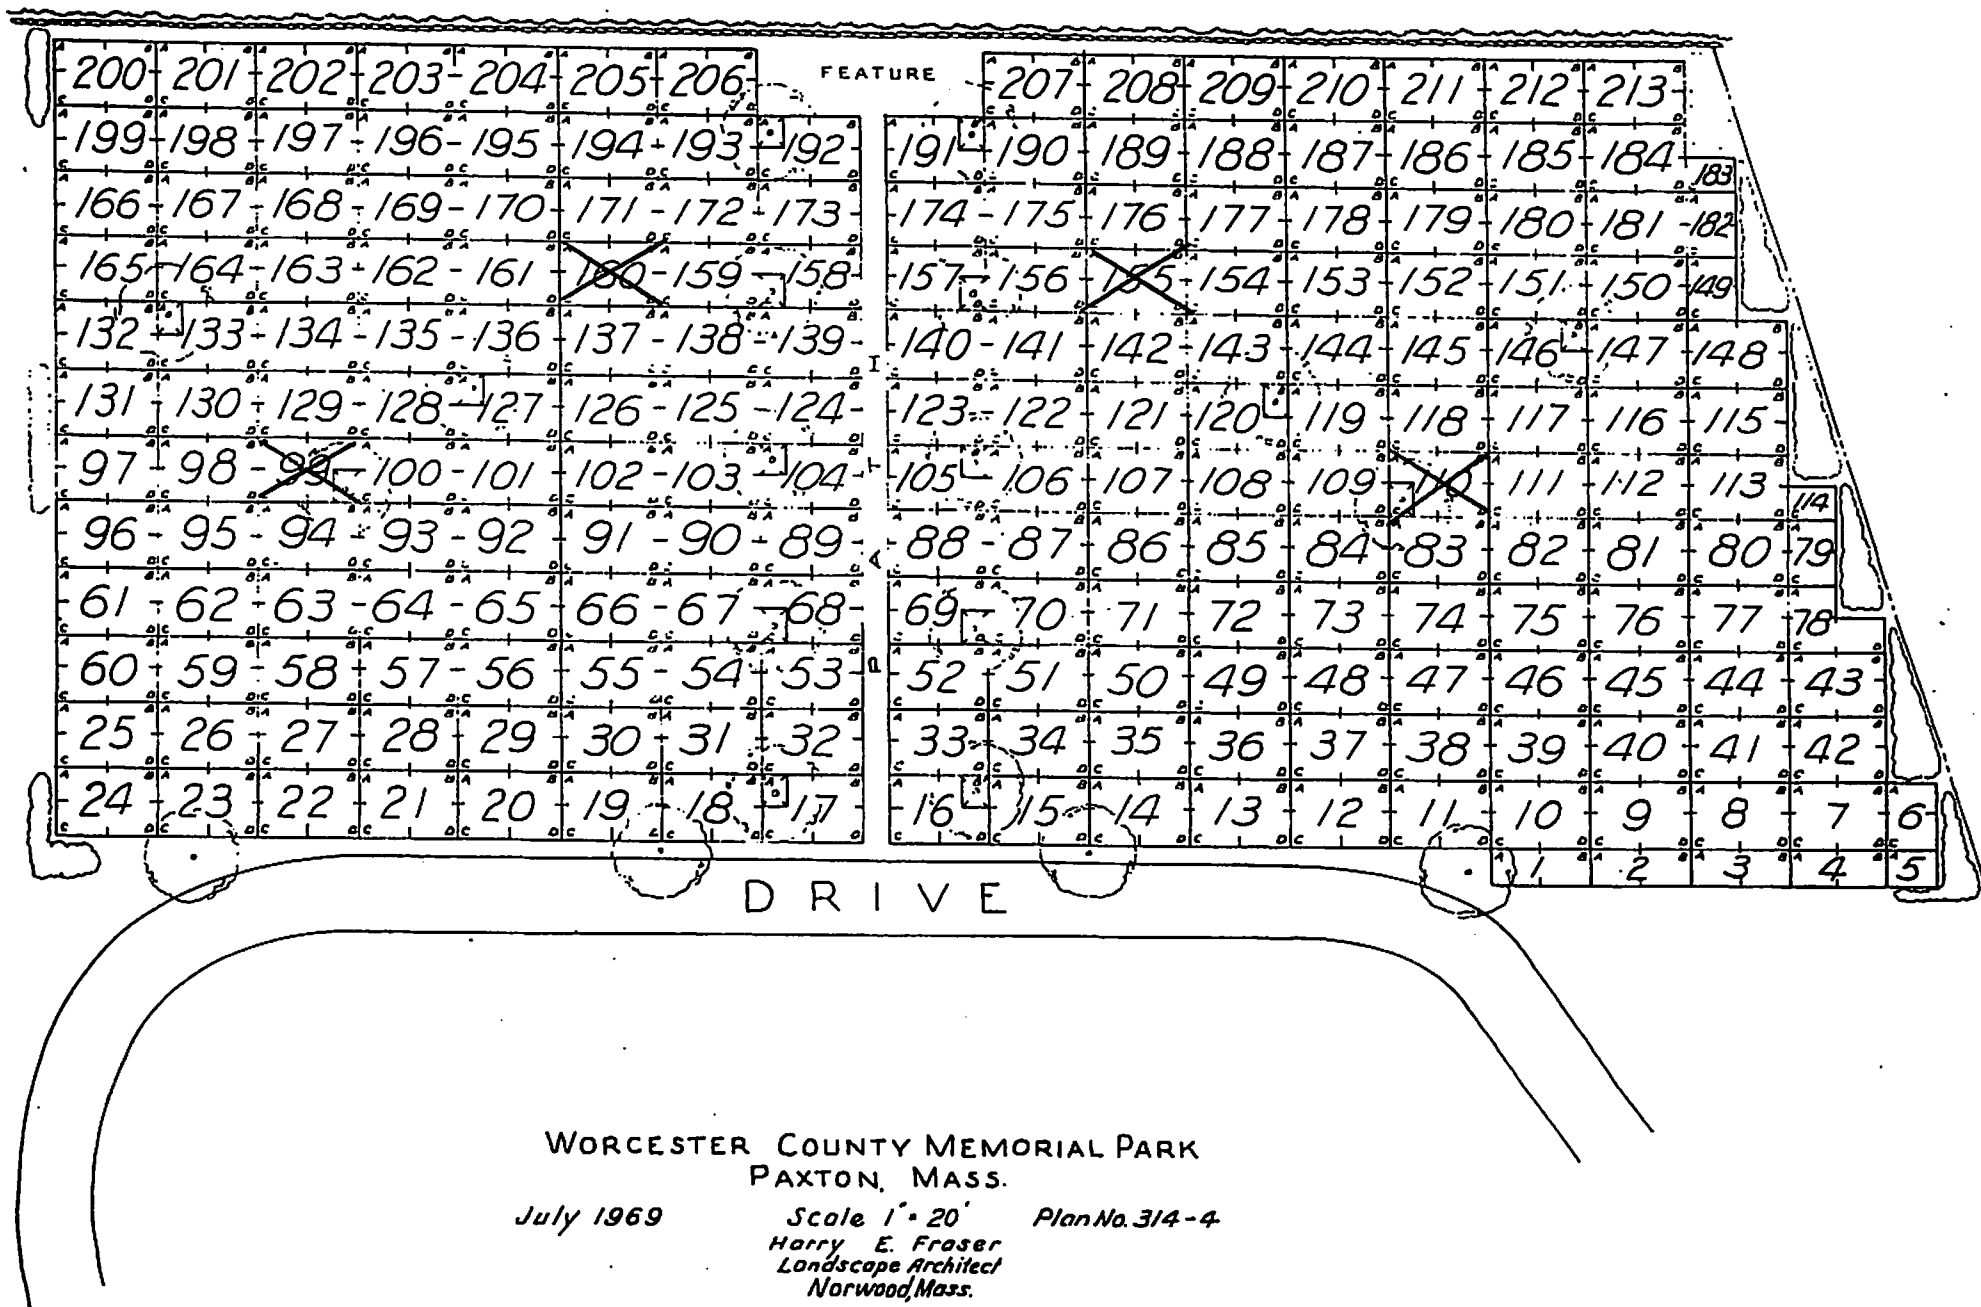 200 201 202 203 204 205 206 FEATURE 207 208 209 210 211 212 213
199 198 197 196 195 194 193 192 191 190 189 188 187 186 185 184 183
166 167 168 169 170 171 172 173 174 175 176 177 178 179 180 181 182
165 164 163 162 161 160 159 158 157 156 155 154 153 152 151 150 149
132 133 134 135 136 137 138 139 140 141 142 143 144 145 146 147 148
131 130 129 128 127 126 125 124 123 122 121 120 119 118 117 116 115
97 98 99 100 101 102 103 104 105 106 107 108 109 110 111 112 113 114
96 95 94 93 92 91 90 89 88 87 86 85 84 83 82 81 80 79
61 62 63 64 65 66 67 68 69 70 71 72 73 74 75 76 77 78
60 59 58 57 56 55 54 53 52 51 50 49 48 47 46 45 44 43
25 26 27 28 29 30 31 32 33 34 35 36 37 38 39 40 41 42
24 23 22 21 20 19 18 17 16 15 14 13 12 11 10 9 8 7 6
1 2 3 4 5
PATI
DRIVE
WORCESTER COUNTY MEMORIAL PARK
PAXTON, MASS.
July 1969 Scale 1" = 20' Plan No. 314-4
Harry E. Fraser
Landscape Architect
Norwood, Mass.